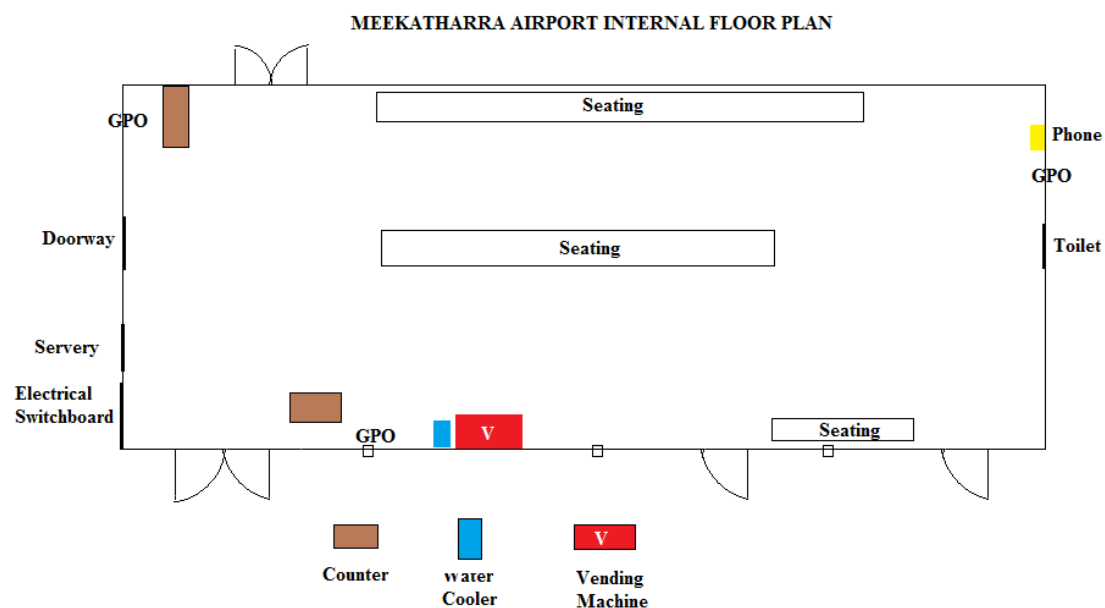 MEEKATHARRA AIRPORT INTERNAL FLOOR PLAN
Seating
GPO
Phone
GPO
Doorway
Seating
Toilet
Servery
Electrical
Switchboard
GPO
V
Seating
V
Counter
Water
Cooler
Vending
Machine